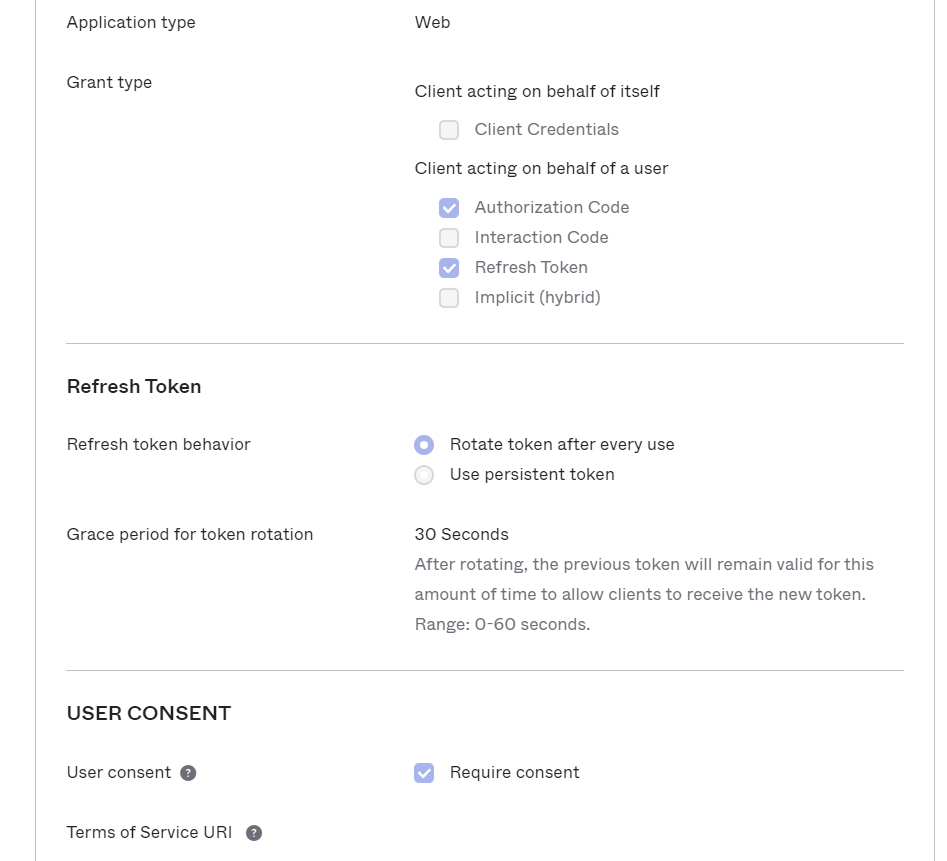 Application type
Web
Grant type
Client acting on behalf of itself
Client Credentials
Client acting on behalf of a user
Authorization Code
Interaction Code
Refresh Token
Implicit (hybrid)
Refresh Token
Refresh token behavior
Rotate token after every use
Use persistent token
Grace period for token rotation
30 Seconds
After rotating, the previous token will remain valid for this
amount of time to allow clients to receive the new token.
Range: 0-60 seconds.
USER CONSENT
User consent ?
Require consent
Terms of Service URI ?